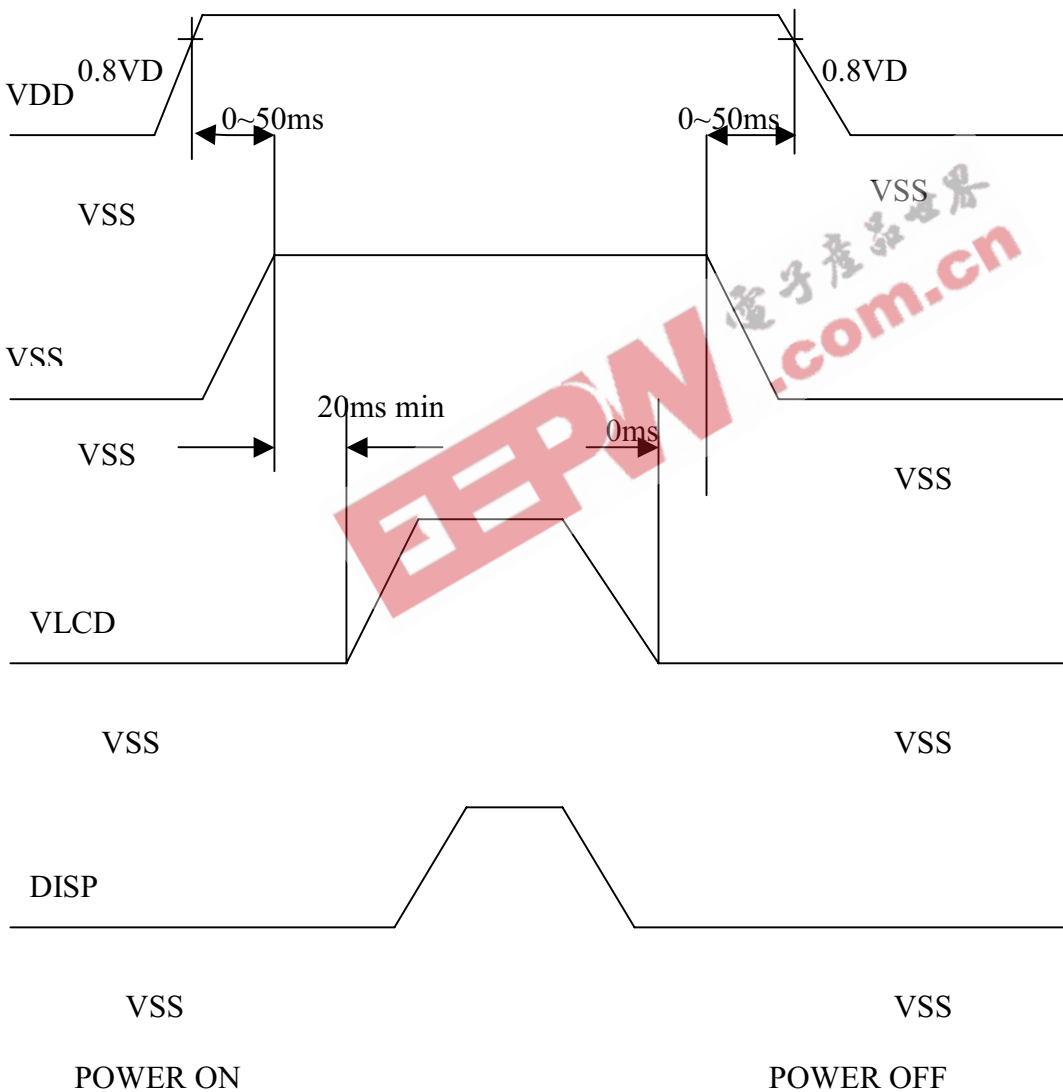 0.8VD
0.8VD
VDD
0~50ms
0~50ms
VSS
VSS
電子産品世界
.com.cn
EEPW
VSS
20ms min
0ms
VSS
VSS
VLCD
VSS
VSS
DISP
VSS
VSS
POWER ON
POWER OFF